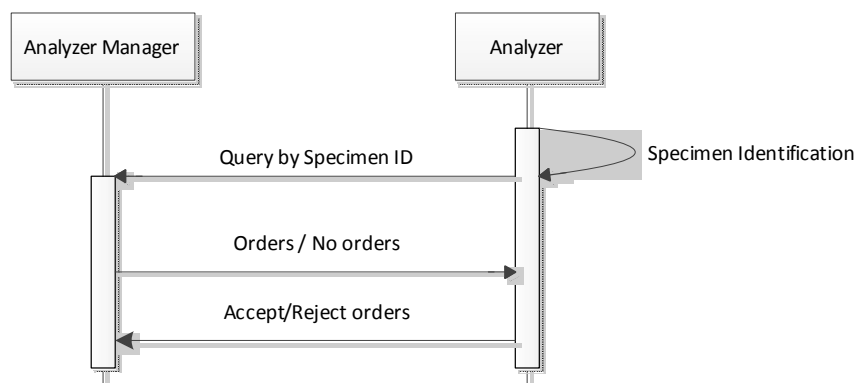 Analyzer Manager
Analyzer
Query by Specimen ID
Specimen Identification
Orders / No orders
Accept/Reject orders